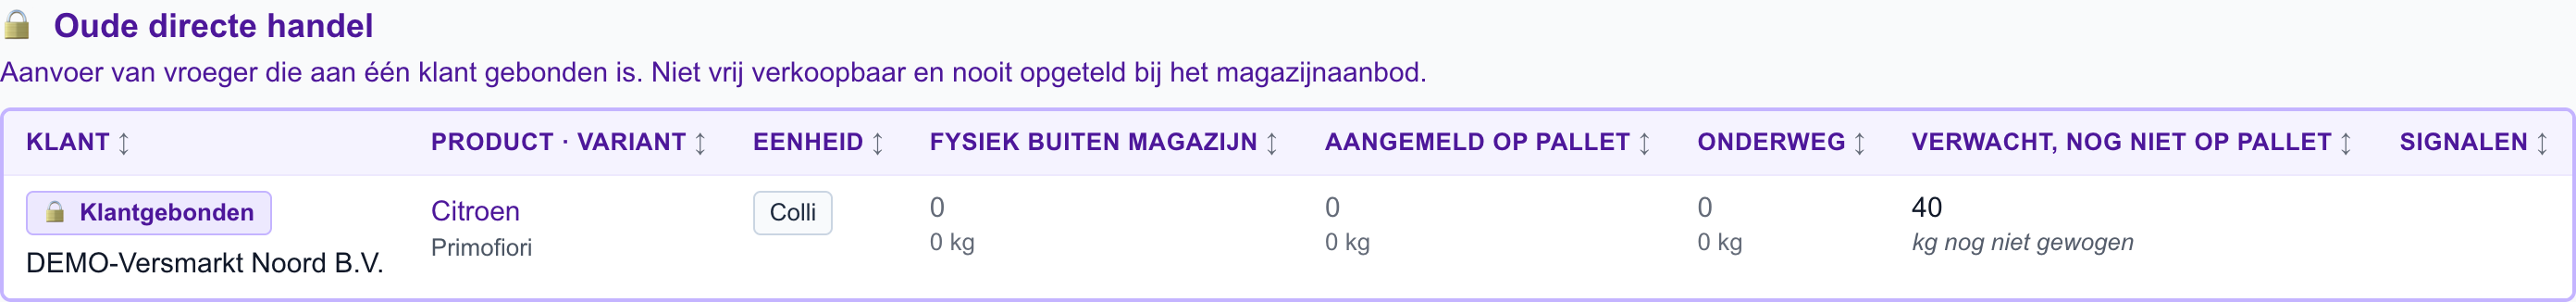 Oude directe handel
Aanvoer van vroeger die aan één klant gebonden is. Niet vrij verkoopbaar en nooit opgeteld bij het magazijnaanbod.
KLANT ↕ PRODUCT · VARIANT ↕ EENHEID ↕ FYSIEK BUITEN MAGAZIJN ↕ AANGEMELD OP PALLET ↕ ONDERWEG ↕ VERWACHT, NOG NIET OP PALLET ↕ SIGNALEN ↕
Klantgebonden Citroen Colli 0 0 0 40
Primofiori 0 kg 0 kg 0 kg kg nog niet gewogen
DEMO-Versmarkt Noord B.V.